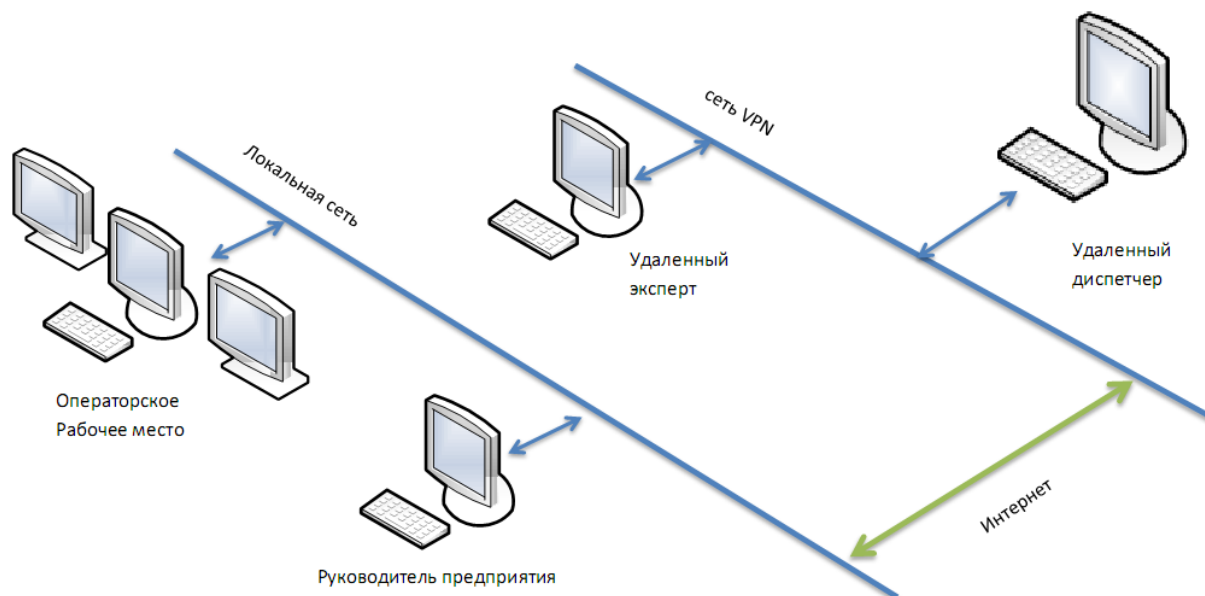 сеть VPN
Локальная сеть
Удаленный
эксперт
Удаленный
диспетчер
Операторское
Рабочее место
Интернет
Руководитель предприятия